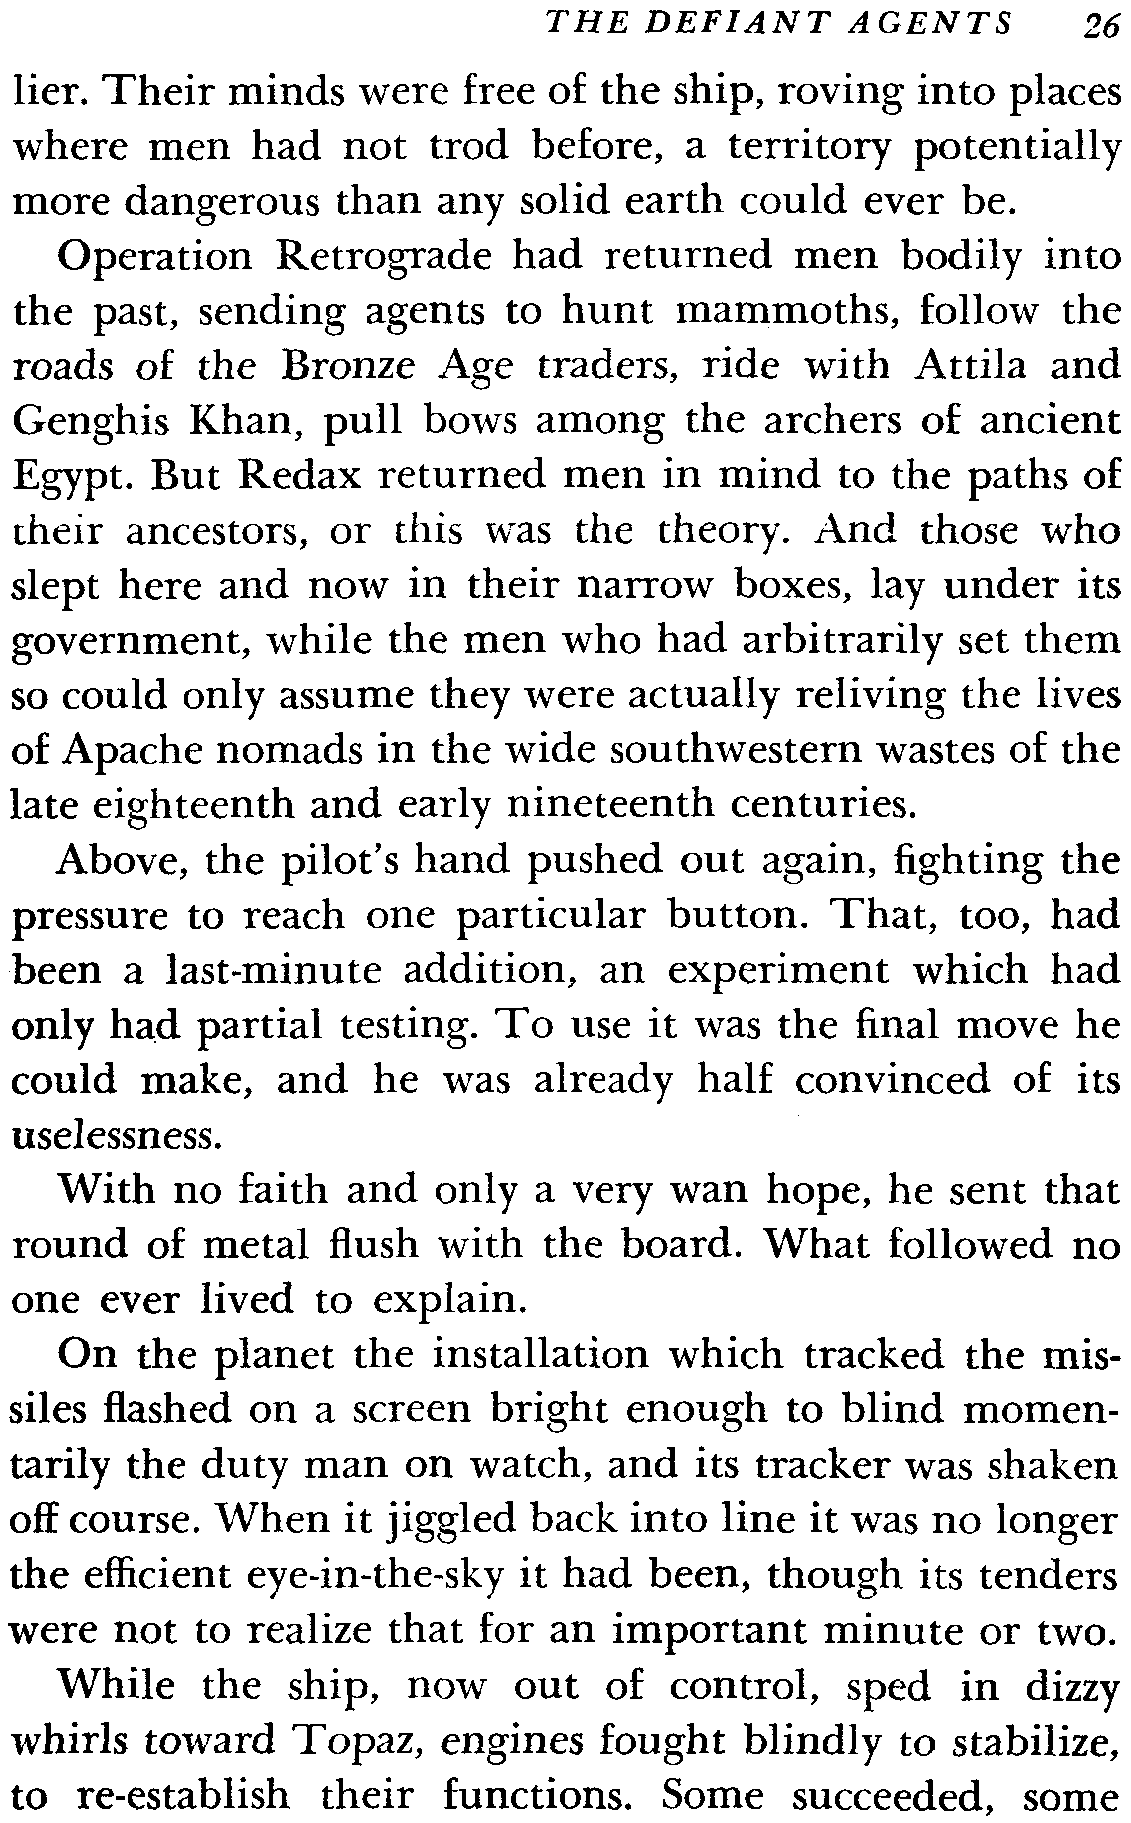 THE DEFIANT AGENTS 26
lier. Their minds were free of the ship, roving into places
where men had not trod before, a territory potentially
more dangerous than any solid earth could ever be.
Operation Retrograde had returned men bodily into
the past, sending agents to hunt mammoths, follow the
roads of the Bronze Age traders, ride with Attila and
Genghis Khan, pull bows among the archers of ancient
Egypt. But Redax returned men in mind to the paths of
their ancestors, or this was the theory. And those who
slept here and now in their narrow boxes, lay under its
government, while the men who had arbitrarily set them
so could only assume they were actually reliving the lives
of Apache nomads in the wide southwestern wastes of the
late eighteenth and early nineteenth centuries.
Above, the pilot's hand pushed out again, fighting the
pressure to reach one particular button. That, too, had
been a last-minute addition, an experiment which had
only had partial testing. To use it was the final move he
could make, and he was already half convinced of its
uselessness.
With no faith and only a very wan hope, he sent that
round of metal flush with the board. What followed no
one ever lived to explain.
On the planet the installation which tracked the mis-
siles flashed on a screen bright enough to blind momen-
tarily the duty man on watch, and its tracker was shaken
off course. When it jiggled back into line it was no longer
the efficient eye-in-the-sky it had been, though its tenders
were not to realize that for an important minute or two.
While the ship, now out of control, sped in dizzy
whirls toward Topaz, engines fought blindly to stabilize,
to re-establish their functions. Some succeeded, some